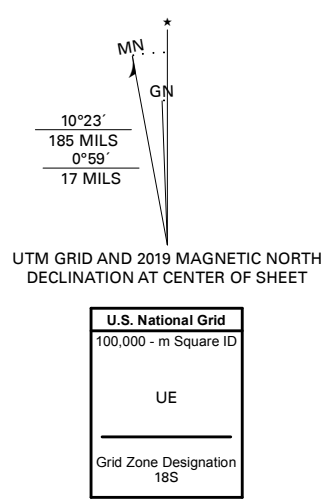 ★
MN
GN
10°23´
185 MILS
0°59´
17 MILS
UTM GRID AND 2019 MAGNETIC NORTH
DECLINATION AT CENTER OF SHEET
U.S. National Grid
100,000 - m Square ID
UE
Grid Zone Designation
18S